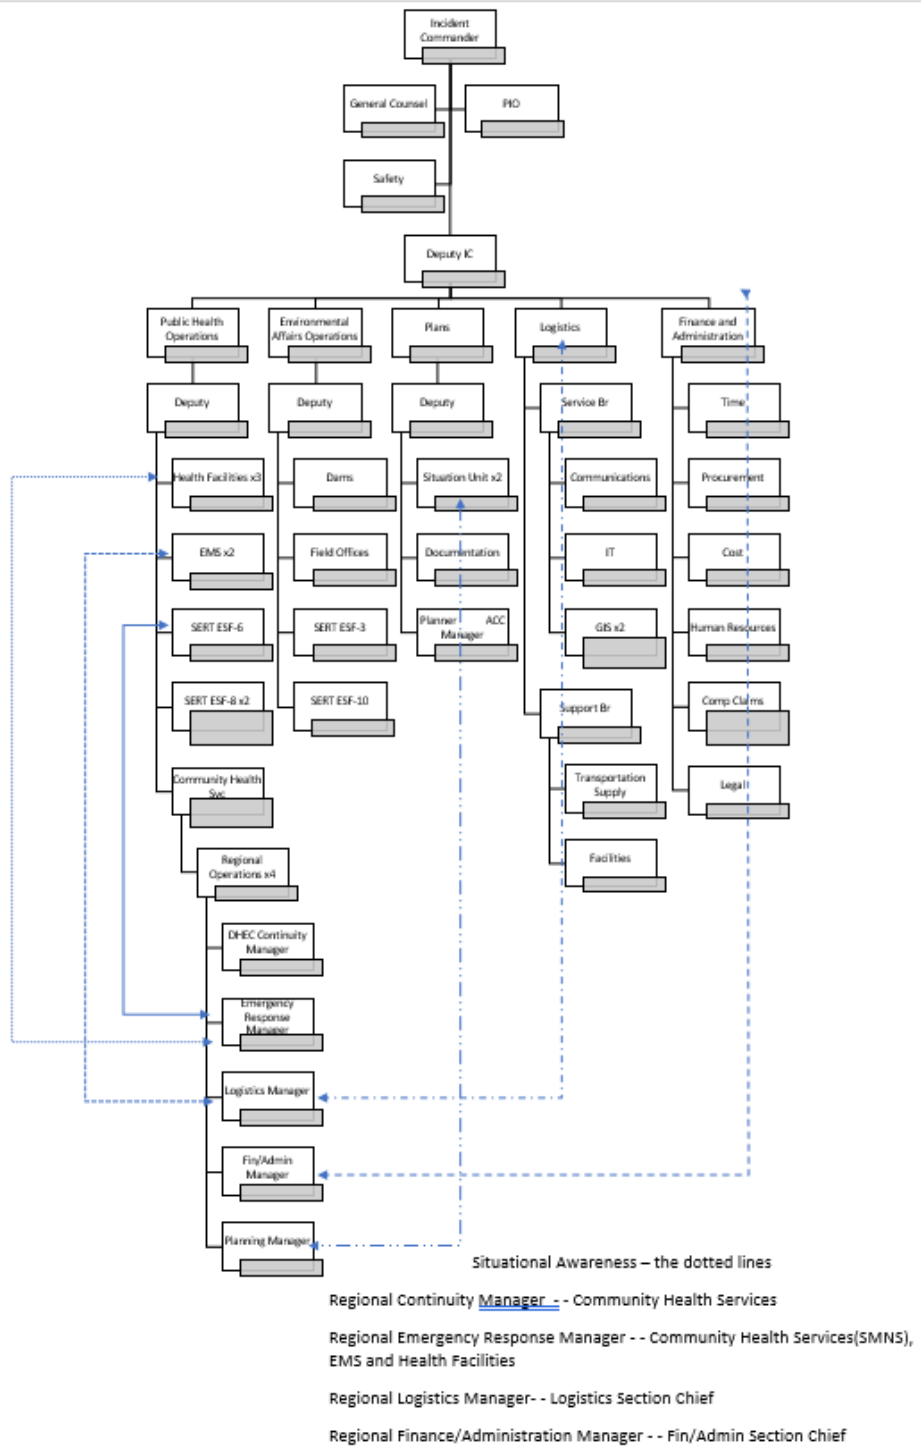 Incident
Commander
General Counsel
PIO
Safety
Deputy IC
Public Health
Operations
Environmental
Affairs Operations
Plans
Logistics
Finance and
Administration
Deputy
Deputy
Deputy
Service Br
Time
Health Facilities x3
Dams
Situation Unit x2
Communications
Procurement
EMS x2
Field Offices
Documentation
IT
Cost
SERT ESF-6
SERT ESF-3
Planner ACC
Manager
GIS x2
Human Resources
SERT ESF-8 x2
SERT ESF-10
Support Br
Comp Claims
Community Health
Svc
Transportation
Supply
Legal
Regional
Operations x4
Facilities
DHEC Continuity
Manager
Emergency
Response
Manager
Logistics Manager
Fin/Admin
Manager
Planning Manager
Situational Awareness – the dotted lines
Regional Continuity Manager - - Community Health Services
Regional Emergency Response Manager - - Community Health Services(SMNS),
EMS and Health Facilities
Regional Logistics Manager- - Logistics Section Chief
Regional Finance/Administration Manager - - Fin/Admin Section Chief